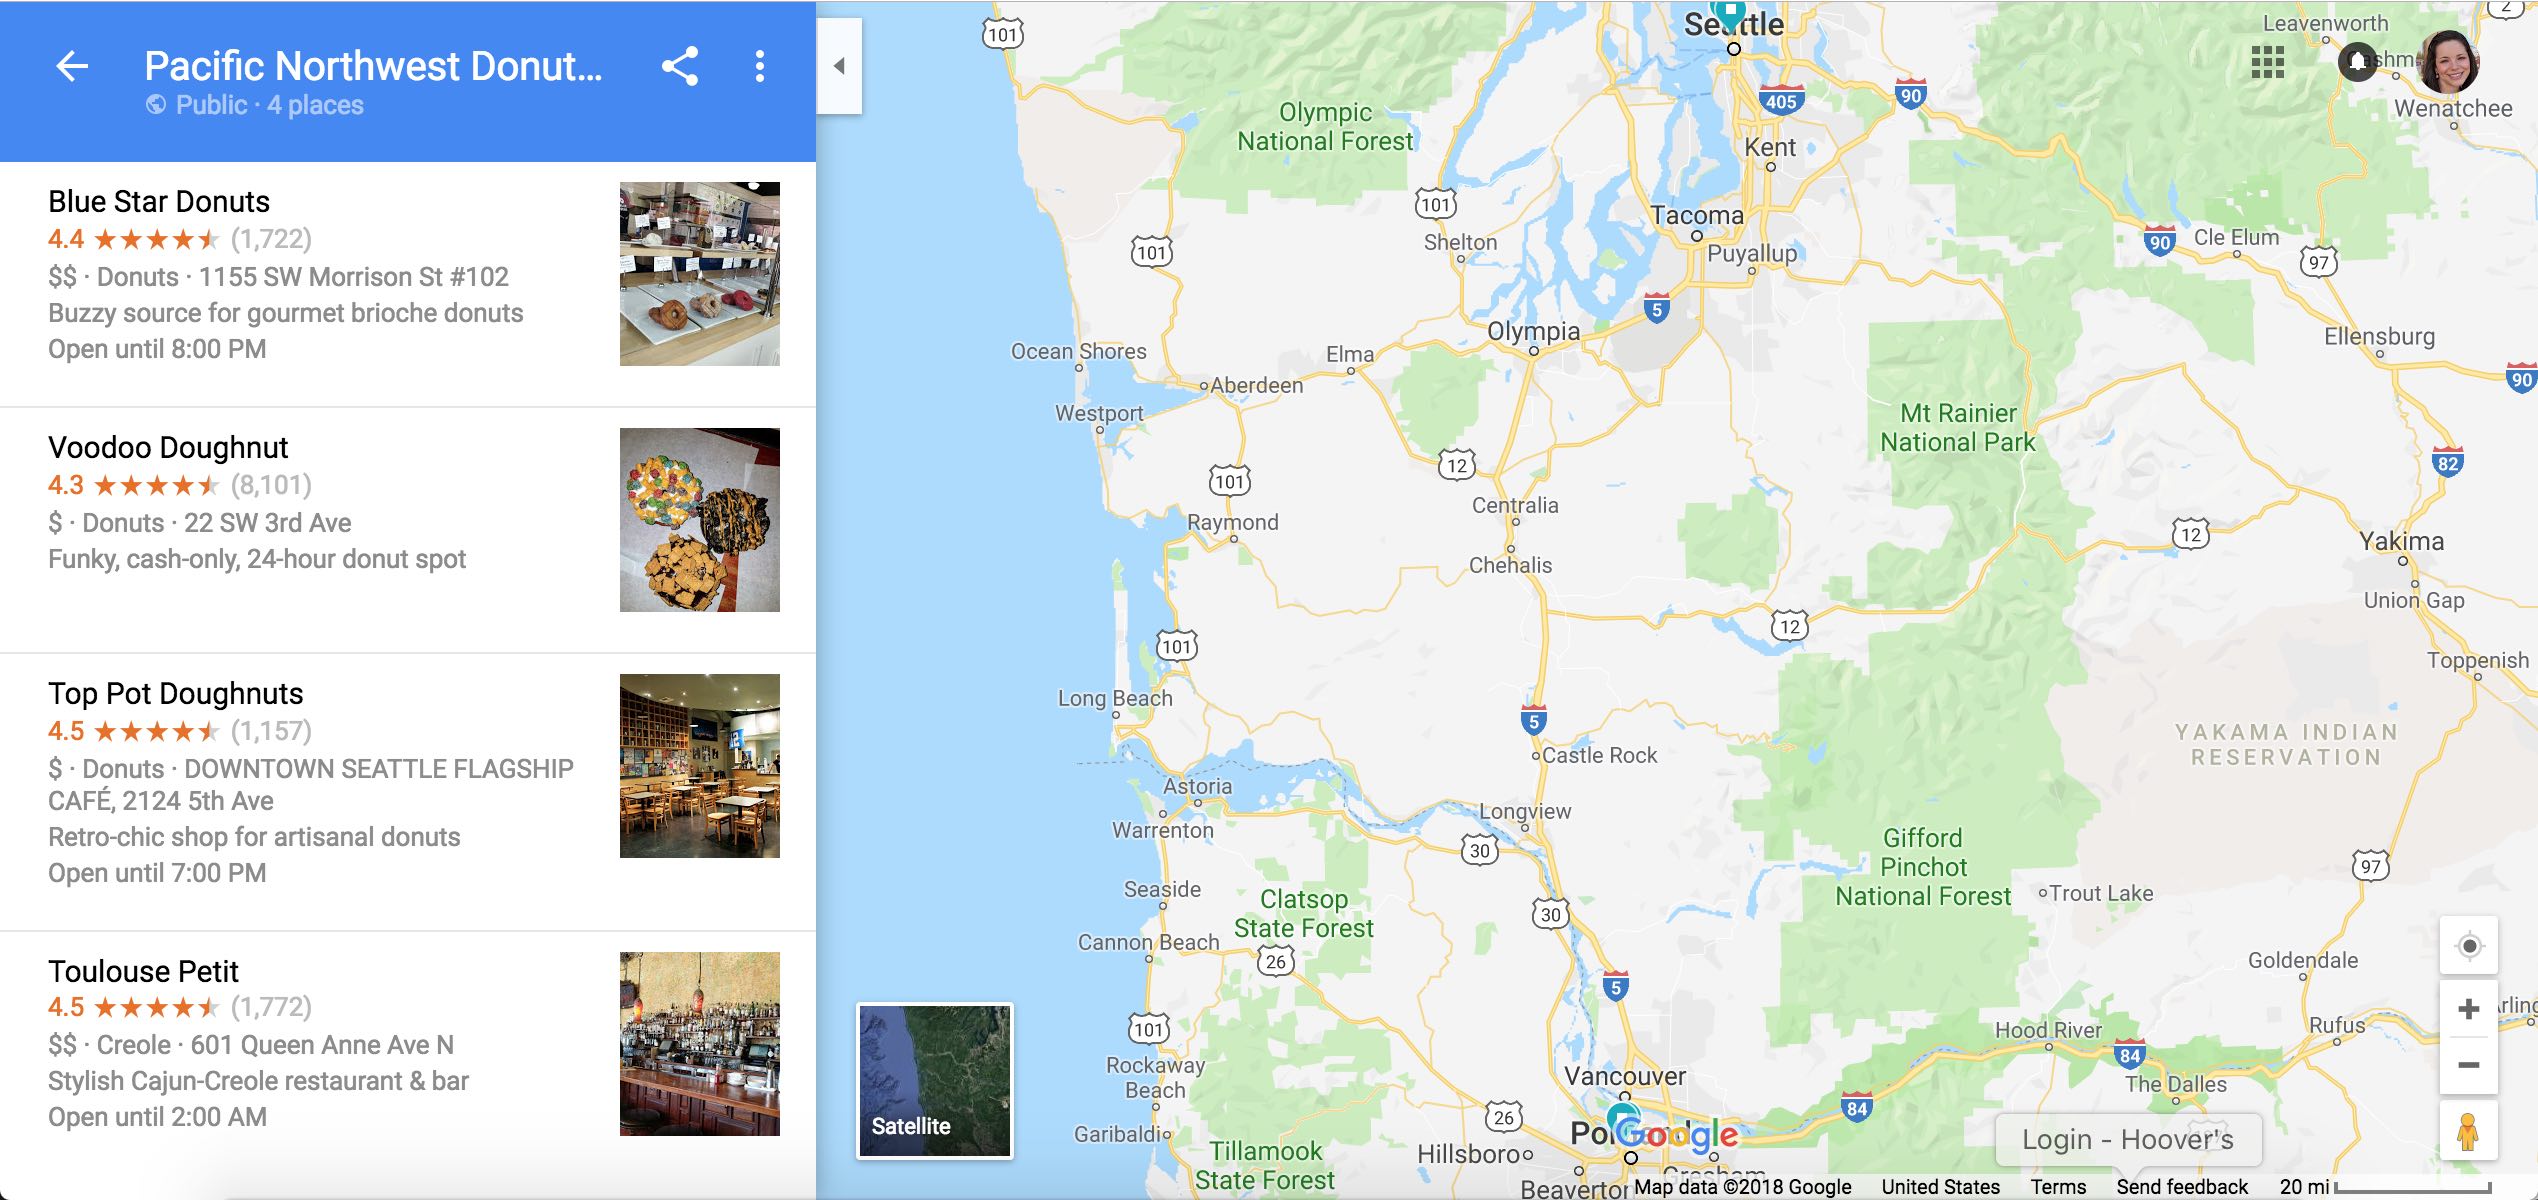 Pacific Northwest Donut...
Public · 4 places
Blue Star Donuts
4.4 (1,722)
$$ · Donuts · 1155 SW Morrison St #102
Buzzy source for gourmet brioche donuts
Open until 8:00 PM
Voodoo Doughnut
4.3 (8,101)
$ · Donuts · 22 SW 3rd Ave
Funky, cash-only, 24-hour donut spot
Top Pot Doughnuts
4.5 (1,157)
$ · Donuts · DOWNTOWN SEATTLE FLAGSHIP
CAFÉ, 2124 5th Ave
Retro-chic shop for artisanal donuts
Open until 7:00 PM
Toulouse Petit
4.5 (1,772)
$$ · Creole · 601 Queen Anne Ave N
Stylish Cajun-Creole restaurant & bar
Open until 2:00 AM
Satellite
Seattle
Leavenworth
2
101
405
90
Wenatchee
Olympic
National Forest
Kent
101
Tacoma
Shelton
Puyallup
101
90
Cle Elum
97
5
Olympia
Ocean Shores
Elma
Ellensburg
Aberdeen
90
Westport
Mt Rainier
National Park
12
82
101
Centralia
Raymond
12
Yakima
Chehalis
Union Gap
12
101
Toppenish
Long Beach
5
YAKAMA INDIAN
RESERVATION
Castle Rock
Astoria
Longview
Warrenton
30
Gifford
Pinchot
National Forest
97
Seaside
Trout Lake
Clatsop
State Forest
30
Cannon Beach
26
Goldendale
5
101
Hood River
Rufus
84
Rockaway
Beach
Vancouver
The Dalles
84
26
Garibaldi
Google
Login - Hoover's
Hillsboro
Tillamook
State Forest
Gresham
Beaverton
Map data ©2018 Google
United States
Terms
Send feedback
20 mi